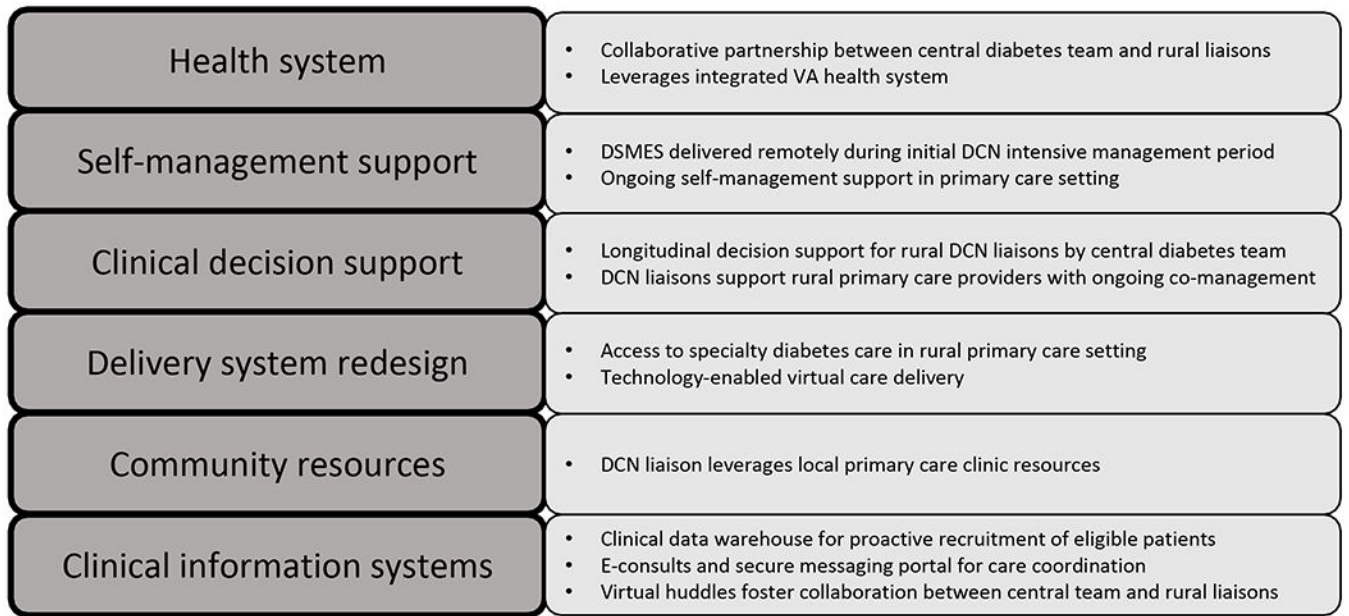 Health system
• Collaborative partnership between central diabetes team and rural liaisons
• Leverages integrated VA health system
Self-management support
• DSMES delivered remotely during initial DCN intensive management period
• Ongoing self-management support in primary care setting
Clinical decision support
• Longitudinal decision support for rural DCN liaisons by central diabetes team
• DCN liaisons support rural primary care providers with ongoing co-management
Delivery system redesign
• Access to specialty diabetes care in rural primary care setting
• Technology-enabled virtual care delivery
Community resources
• DCN liaison leverages local primary care clinic resources
Clinical information systems
• Clinical data warehouse for proactive recruitment of eligible patients
• E-consults and secure messaging portal for care coordination
• Virtual huddles foster collaboration between central team and rural liaisons